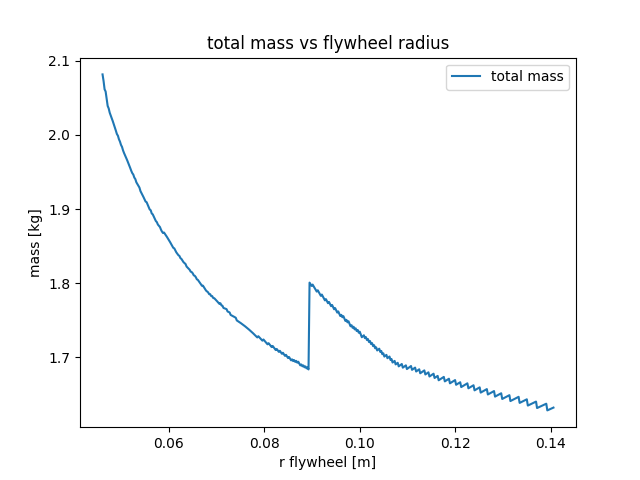 total mass vs flywheel radius
total mass
2.1
2.0
1.9
1.8
1.7
mass [kg]
0.06 0.08 0.10 0.12 0.14
r flywheel [m]